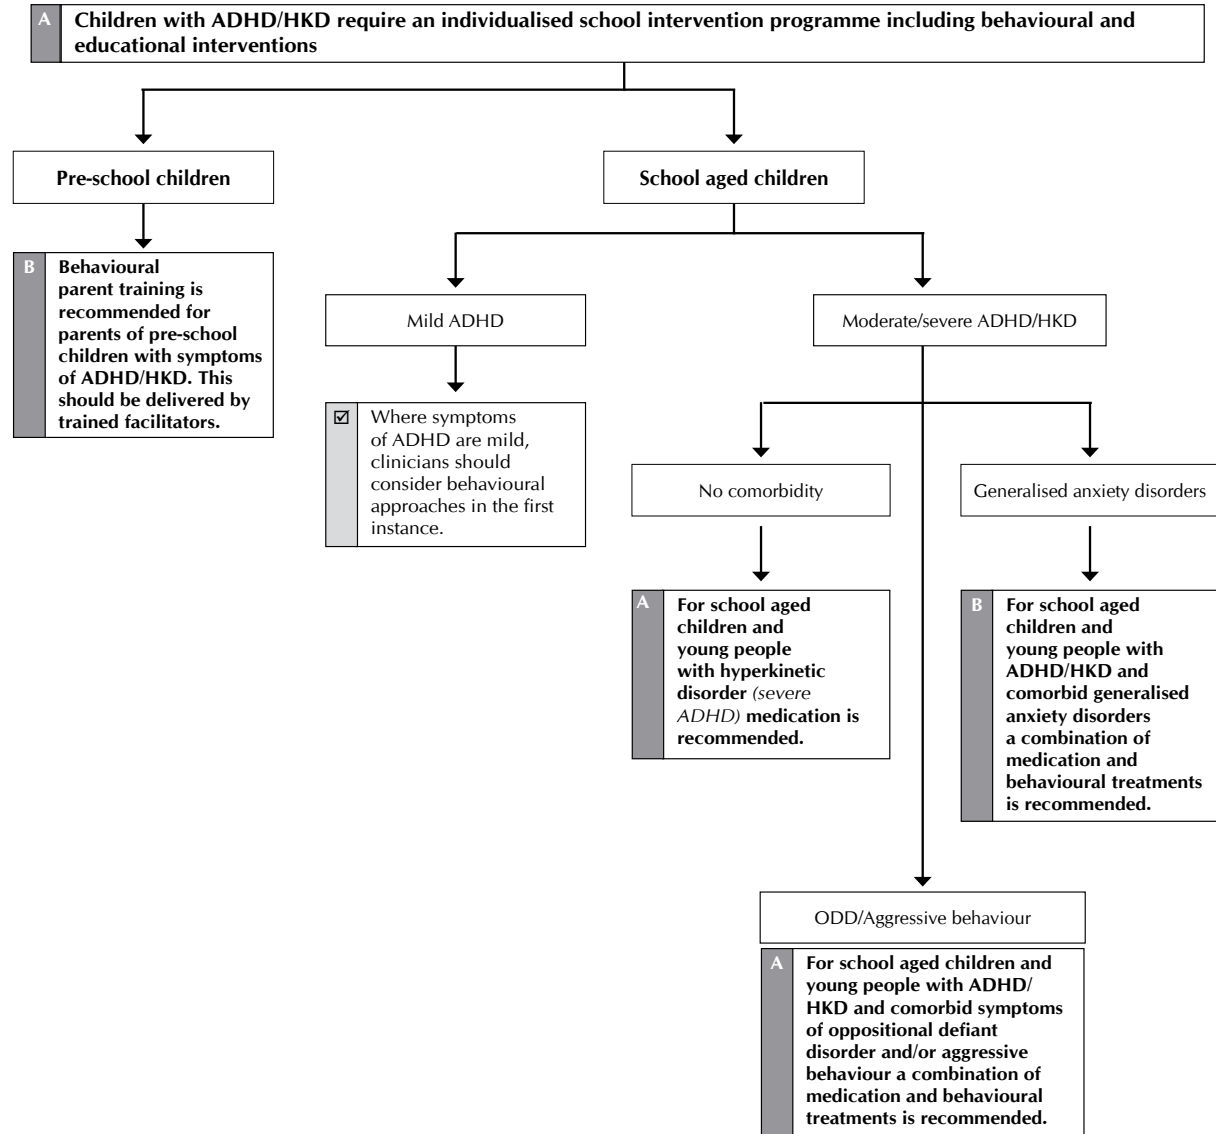 A
Children with ADHD/HKD require an individualised school intervention programme including behavioural and
educational interventions
Pre-school children
School aged children
B
Behavioural
parent training is
recommended for
parents of pre-school
children with symptoms
of ADHD/HKD. This
should be delivered by
trained facilitators.
Mild ADHD
Moderate/severe ADHD/HKD
☑
Where symptoms
of ADHD are mild,
clinicians should
consider behavioural
approaches in the first
instance.
No comorbidity
Generalised anxiety disorders
A
For school aged
children and
young people
with hyperkinetic
disorder (severe
ADHD) medication is
recommended.
B
For school aged
children and
young people with
ADHD/HKD and
comorbid generalised
anxiety disorders
a combination of
medication and
behavioural treatments
is recommended.
ODD/Aggressive behaviour
A
For school aged children and
young people with ADHD/
HKD and comorbid symptoms
of oppositional defiant
disorder and/or aggressive
behaviour a combination of
medication and behavioural
treatments is recommended.